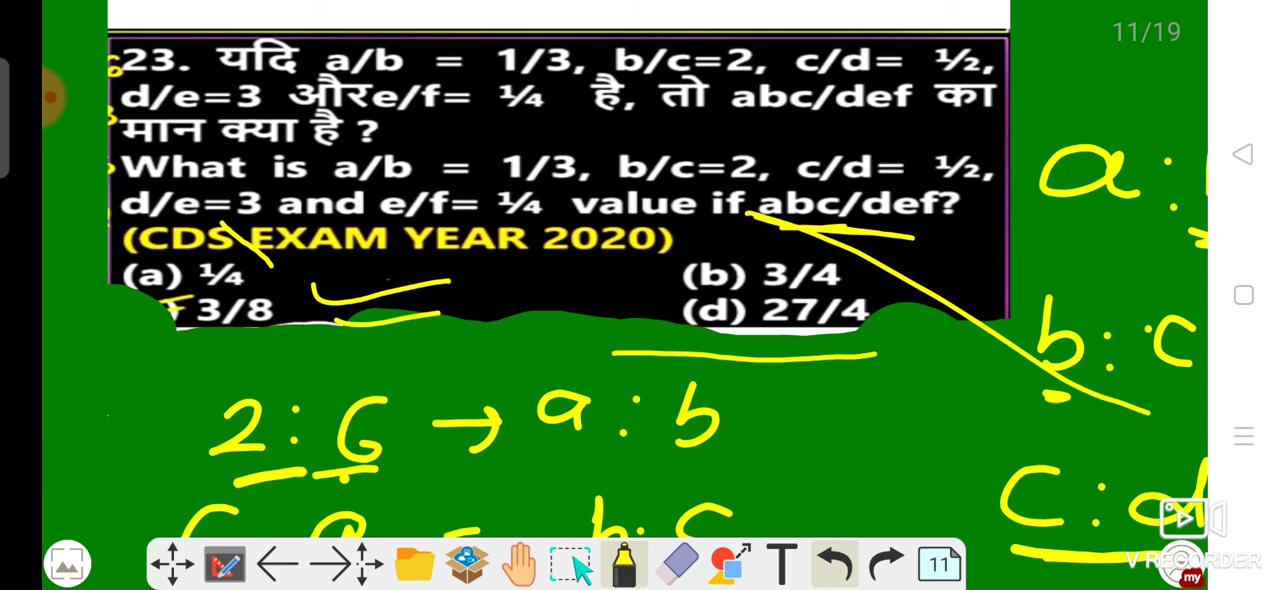 11/19
23. यदि a/b = 1/3, b/c=2, c/d= ½,
d/e=3 औरe/f= ¼ है, तो abc/def का
मान क्या है ?
What is a/b = 1/3, b/c=2, c/d= ½,
d/e=3 and e/f= ¼ value if abc/def?
(CDS EXAM YEAR 2020)
(a) ¼ (b) 3/4
3/8 (d) 27/4
a :
b : c
2 : 6 → a : b
c : d
b : c
11
V RECORDER
my